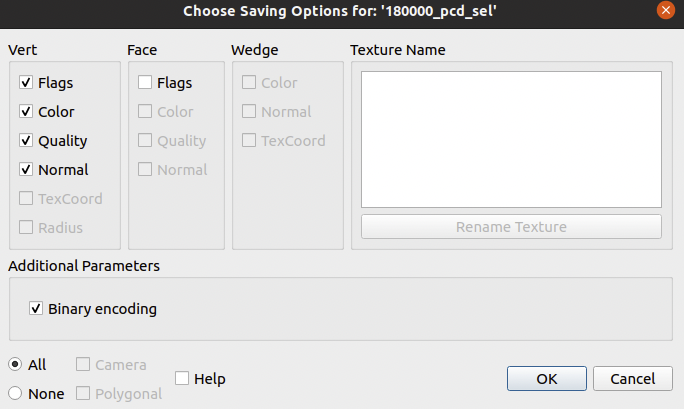 Choose Saving Options for: '180000_pcd_sel'
Vert
Flags
Color
Quality
Normal
TexCoord
Radius
Face
Flags
Color
Quality
Normal
Wedge
Color
Normal
TexCoord
Texture Name
Rename Texture
Additional Parameters
Binary encoding
All
Camera
None
Polygonal
Help
OK
Cancel